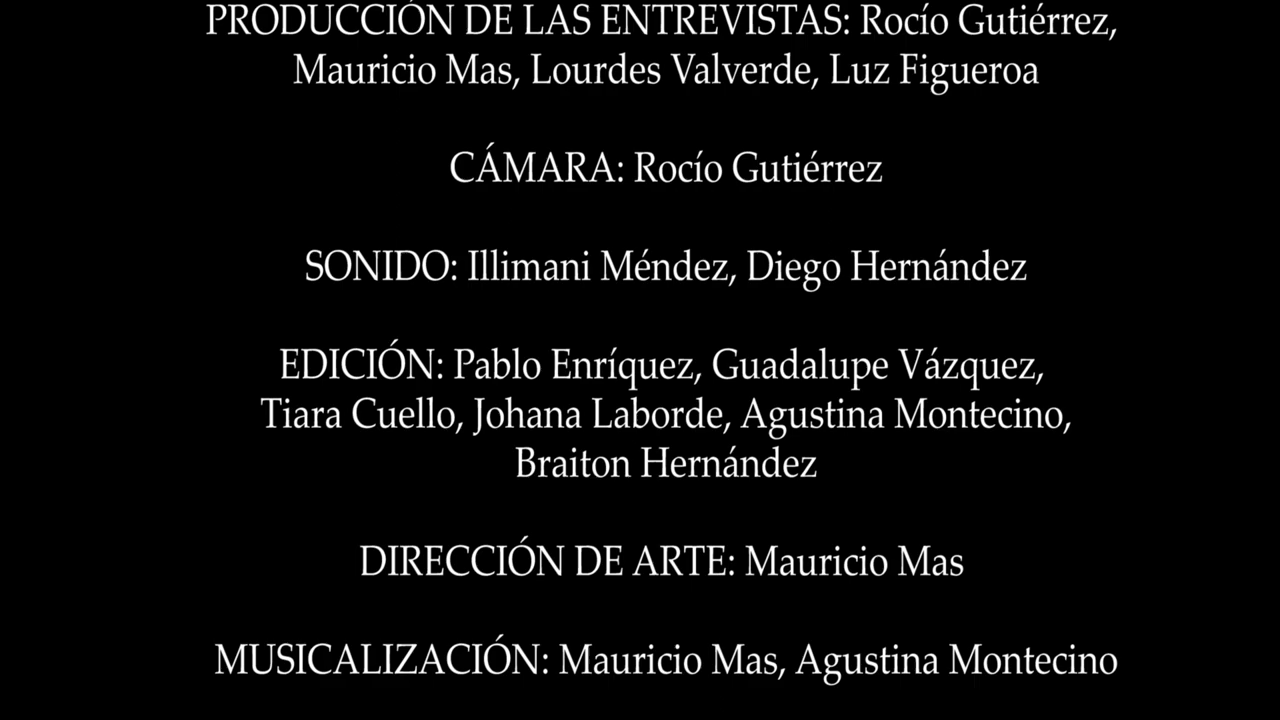 PRODUCCIÓN DE LAS ENTREVISTAS: Rocío Gutiérrez,
Mauricio Mas, Lourdes Valverde, Luz Figueroa
CÁMARA: Rocío Gutiérrez
SONIDO: Illimani Méndez, Diego Hernández
EDICIÓN: Pablo Enríquez, Guadalupe Vázquez,
Tiara Cuello, Johana Laborde, Agustina Montecino,
Braiton Hernández
DIRECCIÓN DE ARTE: Mauricio Mas
MUSICALIZACIÓN: Mauricio Mas, Agustina Montecino